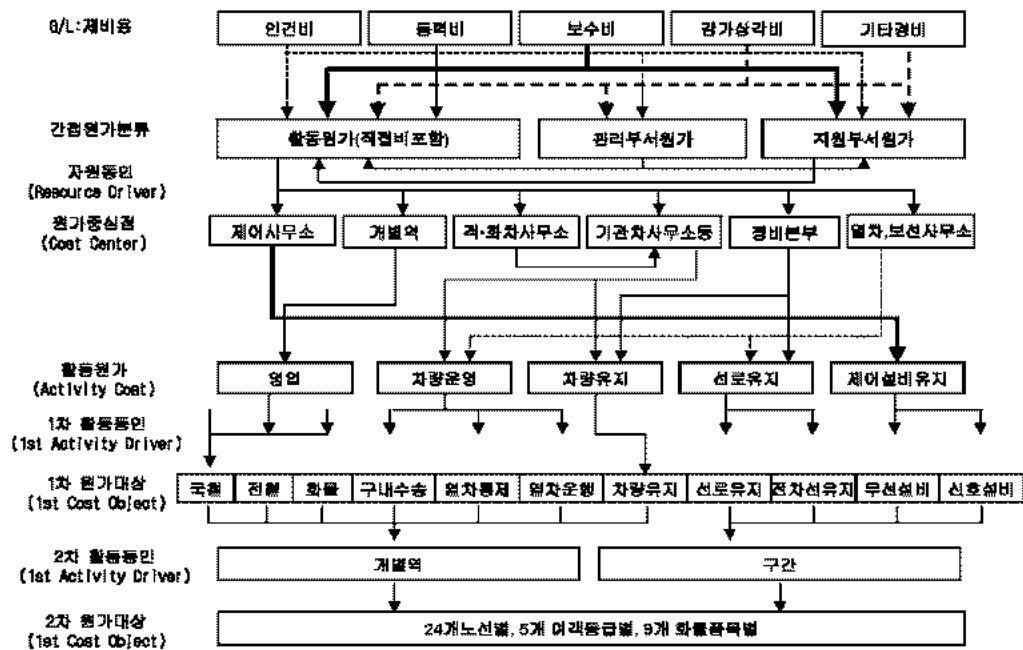 G/L:제비용
인건비
동력비
보수비
감가상각비
기타경비
간접원가분류
활동원가(직접비포함)
관리부서원가
지원부서원가
자원동인
(Resource Driver)
원가중심점
(Cost Center)
제어사무소
개별역
객·화차사무소
기관차사무소등
정비본부
열차,보선사무소
활동원가
(Activity Cost)
영업
차량운영
차량유지
선로유지
제어설비유지
1차 활동동인
(1st Activity Driver)
1차 원가대상
(1st Cost Object)
국철
전철
화물
구내수송
열차통제
열차운행
차량유지
선로유지
전차선유지
무선설비
신호설비
2차 활동동인
(1st Activity Driver)
개별역
구간
2차 원가대상
(1st Cost Object)
24개노선별, 5개 여객등급별, 9개 화물품목별